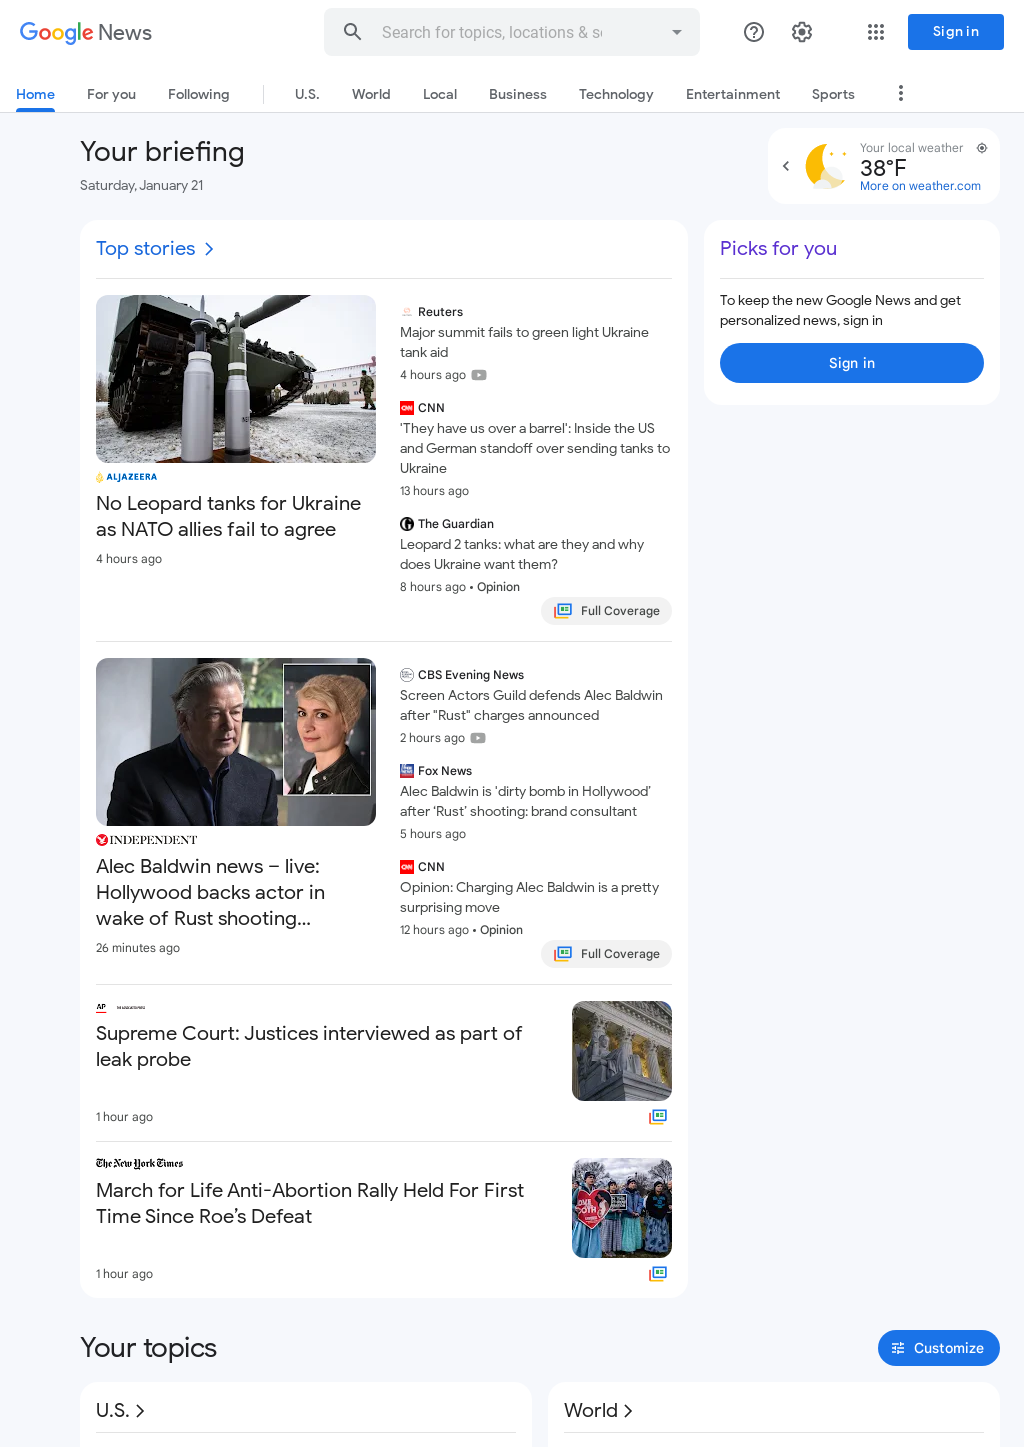 Google News
Search for topics, locations & so
Sign in
Home
For you
Following
U.S.
World
Local
Business
Technology
Entertainment
Sports
Your briefing
Saturday, January 21
Your local weather
38°F
More on weather.com
Top stories
ALJAZEERA
No Leopard tanks for Ukraine
as NATO allies fail to agree
4 hours ago
Reuters
Major summit fails to green light Ukraine
tank aid
4 hours ago
CNN
'They have us over a barrel': Inside the US
and German standoff over sending tanks to
Ukraine
13 hours ago
The Guardian
Leopard 2 tanks: what are they and why
does Ukraine want them?
8 hours ago • Opinion
Full Coverage
Picks for you
To keep the new Google News and get
personalized news, sign in
Sign in
INDEPENDENT
Alec Baldwin news – live:
Hollywood backs actor in
wake of Rust shooting...
26 minutes ago
CBS Evening News
Screen Actors Guild defends Alec Baldwin
after "Rust" charges announced
2 hours ago
Fox News
Alec Baldwin is ‘dirty bomb in Hollywood’
after ‘Rust’ shooting: brand consultant
5 hours ago
CNN
Opinion: Charging Alec Baldwin is a pretty
surprising move
12 hours ago • Opinion
Full Coverage
AP
Supreme Court: Justices interviewed as part of
leak probe
1 hour ago
The New York Times
March for Life Anti-Abortion Rally Held For First
Time Since Roe’s Defeat
1 hour ago
Your topics
Customize
U.S.
World